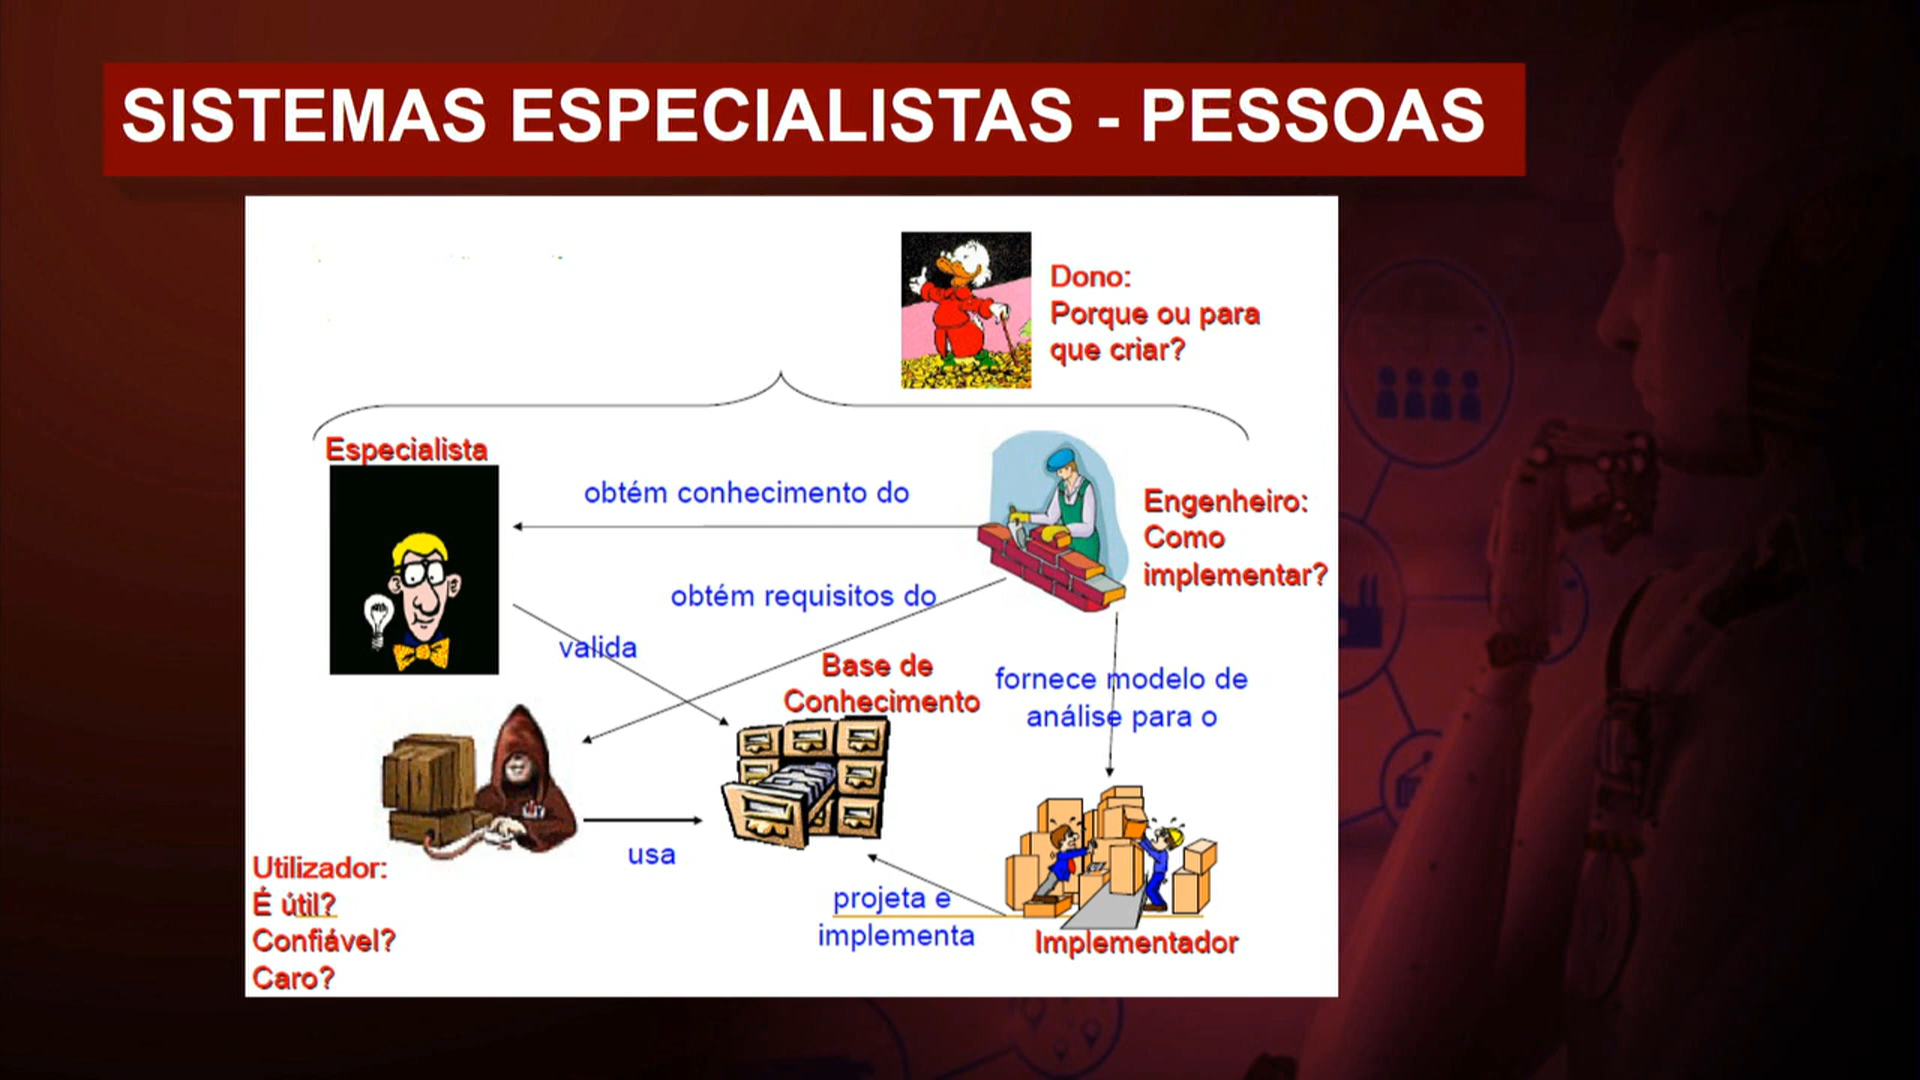 SISTEMAS ESPECIALISTAS - PESSOAS
Dono:
Porque ou para
que criar?
Especialista
obtém conhecimento do
Engenheiro:
Como
implementar?
obtém requisitos do
valida
Base de
Conhecimento
fornece modelo de
análise para o
usa
Utilizador:
É útil?
Confiável?
Caro?
projeta e
implementa
Implementador